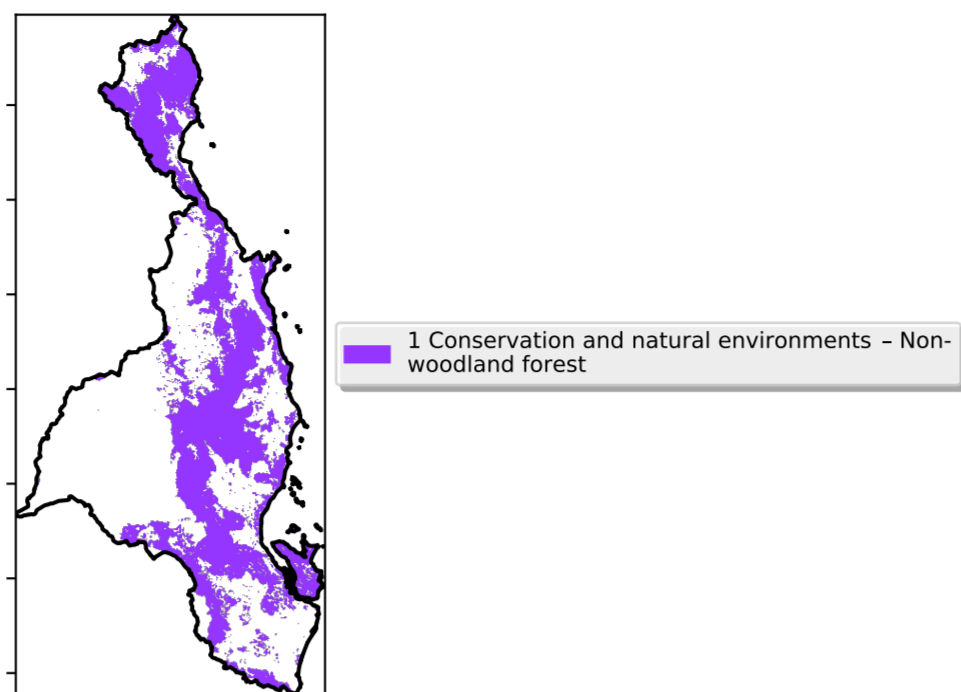 1 Conservation and natural environments – Non-
woodland forest